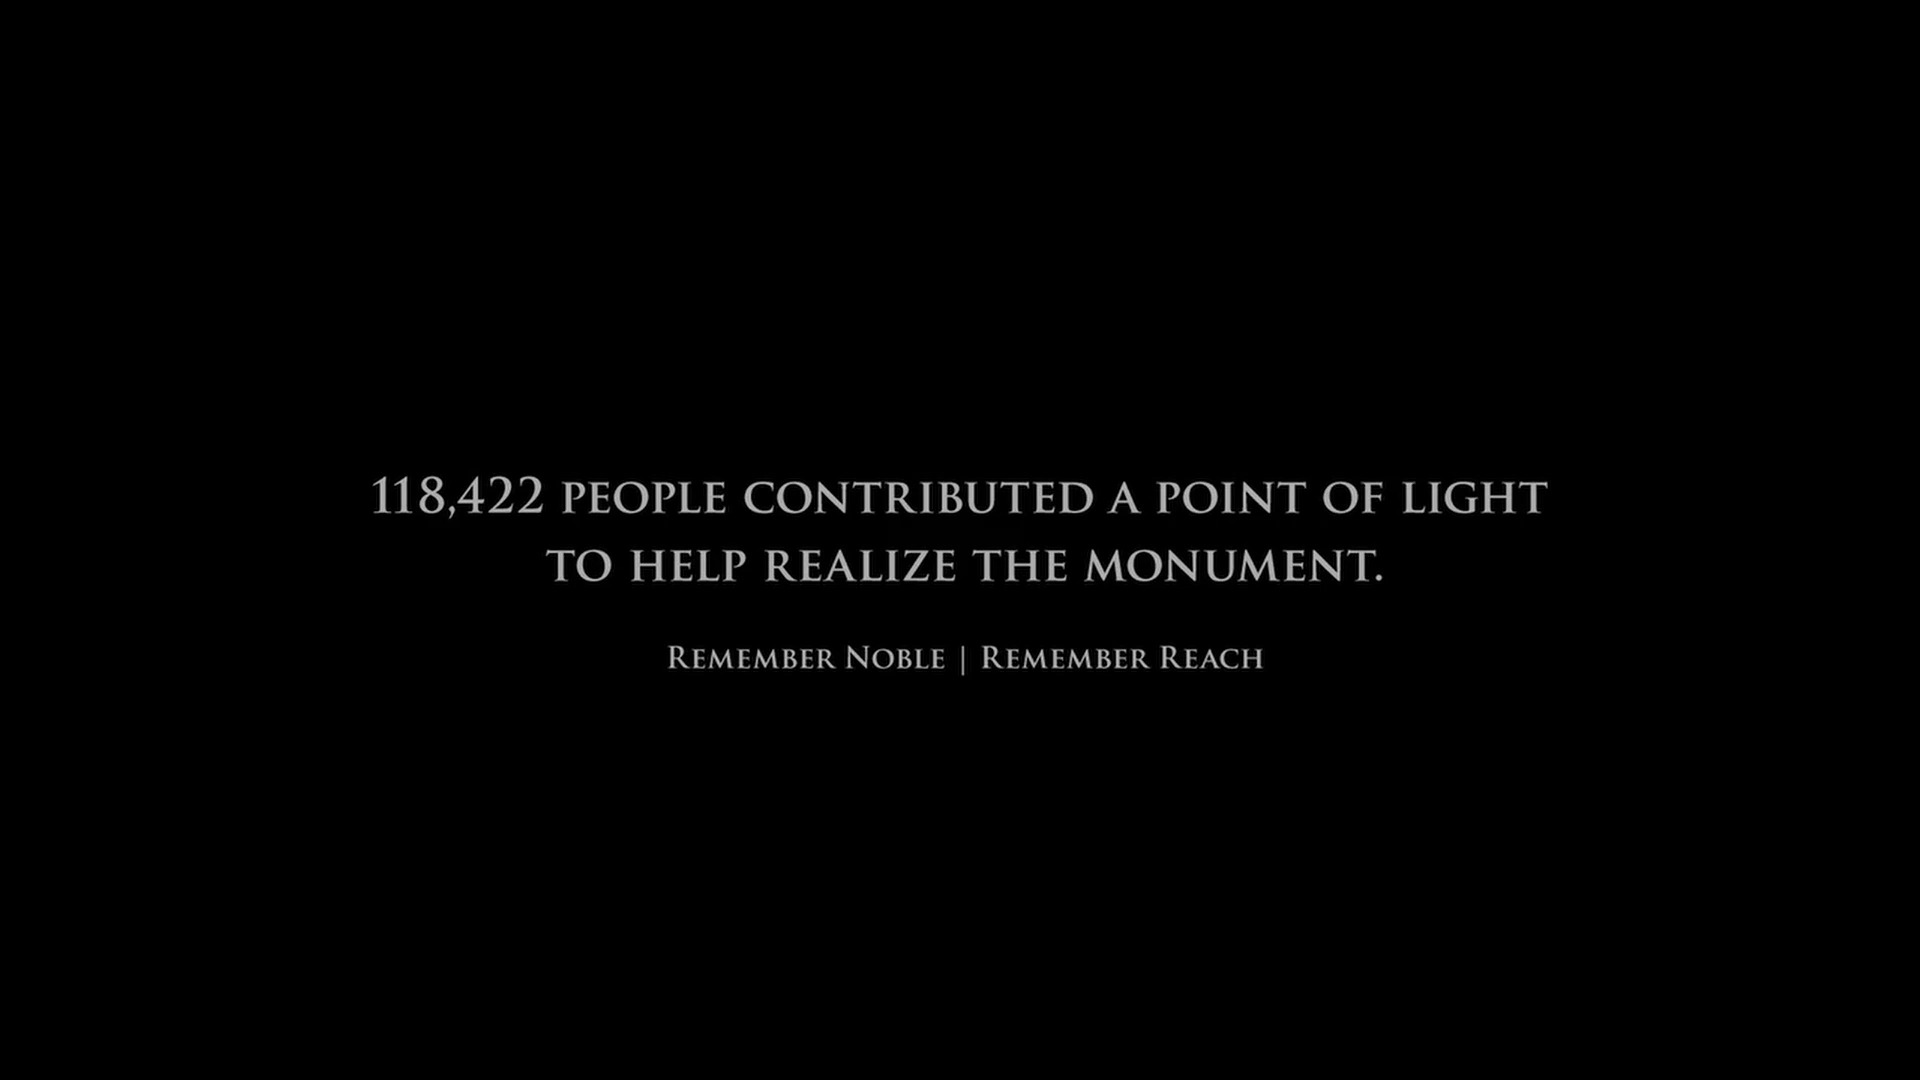 118,422 PEOPLE CONTRIBUTED A POINT OF LIGHT
TO HELP REALIZE THE MONUMENT.
REMEMBER NOBLE | REMEMBER REACH